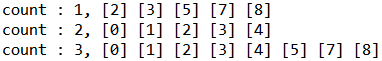 count : 1, [2] [3] [5] [7] [8]
count : 2, [0] [1] [2] [3] [4]
count : 3, [0] [1] [2] [3] [4] [5] [7] [8]